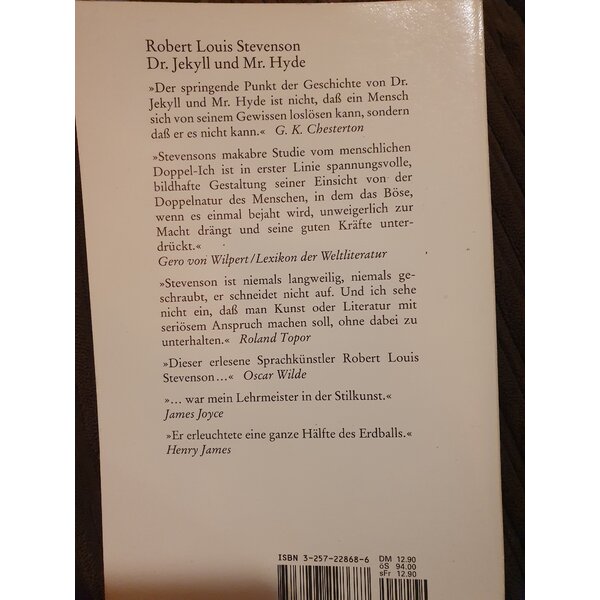 Robert Louis Stevenson
Dr. Jekyll und Mr. Hyde
»Der springende Punkt der Geschichte von Dr.
Jekyll und Mr. Hyde ist nicht, daß ein Mensch
sich von seinem Gewissen loslösen kann, sondern
daß er es nicht kann.« G. K. Chesterton
»Stevensons makabre Studie vom menschlichen
Doppel-Ich ist in erster Linie spannungsvolle,
bildhafte Gestaltung seiner Einsicht von der
Doppelnatur des Menschen, in dem das Böse,
wenn es einmal bejaht wird, unweigerlich zur
Macht drängt und seine guten Kräfte unter-
drückt.«
Gero von Wilpert/Lexikon der Weltliteratur
»Stevenson ist niemals langweilig, niemals ge-
schraubt, er schneidet nicht auf. Und ich sehe
nicht ein, daß man Kunst oder Literatur mit
seriösem Anspruch machen soll, ohne dabei zu
unterhalten.« Roland Topor
»Dieser erlesene Sprachkünstler Robert Louis
Stevenson...« Oscar Wilde
»... war mein Lehrmeister in der Stilkunst.«
James Joyce
»Er erleuchtete eine ganze Hälfte des Erdballs.«
Henry James
ISBN 3-257-22868-6
DM 12.90
öS 94.00
sFr 12.90